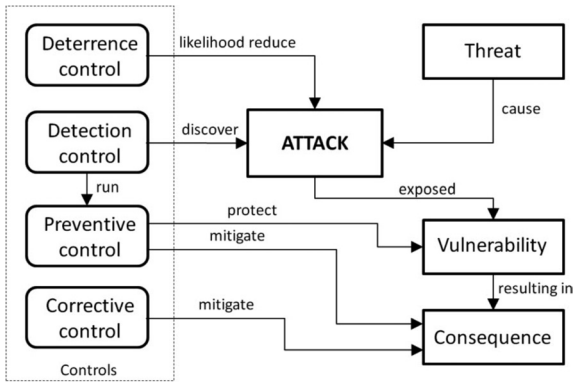 Deterrence
control
likelihood reduce
Threat
cause
Detection
control
discover
ATTACK
run
exposed
Preventive
control
protect
mitigate
Vulnerability
resulting in
Corrective
control
mitigate
Consequence
Controls